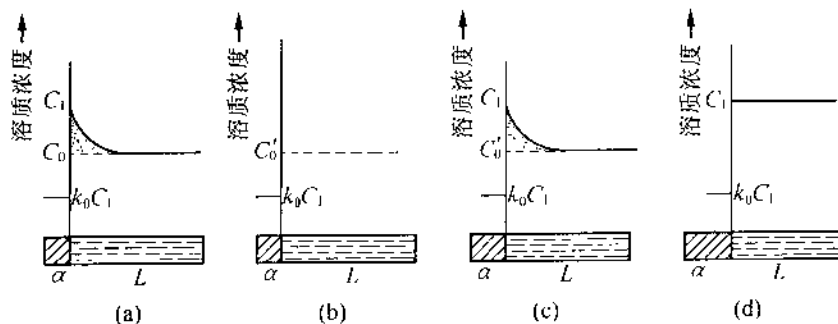 溶质浓度
C₁
C₀
k₀C₁
α
L
(a)
溶质浓度
C₀′
k₀C₁
α
L
(b)
溶质浓度
C₁
C₀′
k₀C₁
α
L
(c)
溶质浓度
C₁
k₀C₁
α
L
(d)